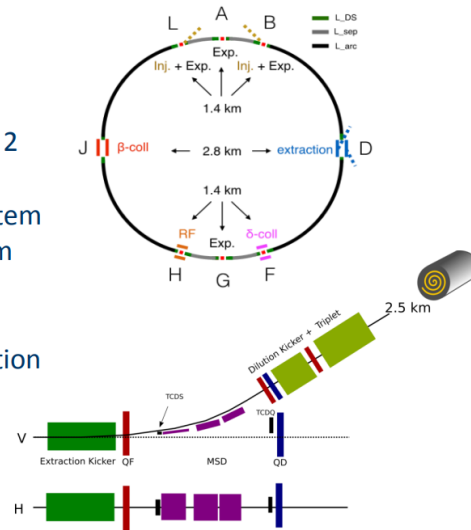 L A B
L_DS
L_sep
L_arc
Exp.
Inj. + Exp. Inj. + Exp.
1.4 km
2
J β-coll 2.8 km extraction D
tem
m
1.4 km
RF δ-coll
Exp.
H G F
tion
2.5 km
Dilution Kicker + Triplet
TCDS
TCDQ
V
Extraction Kicker QF MSD QD
H